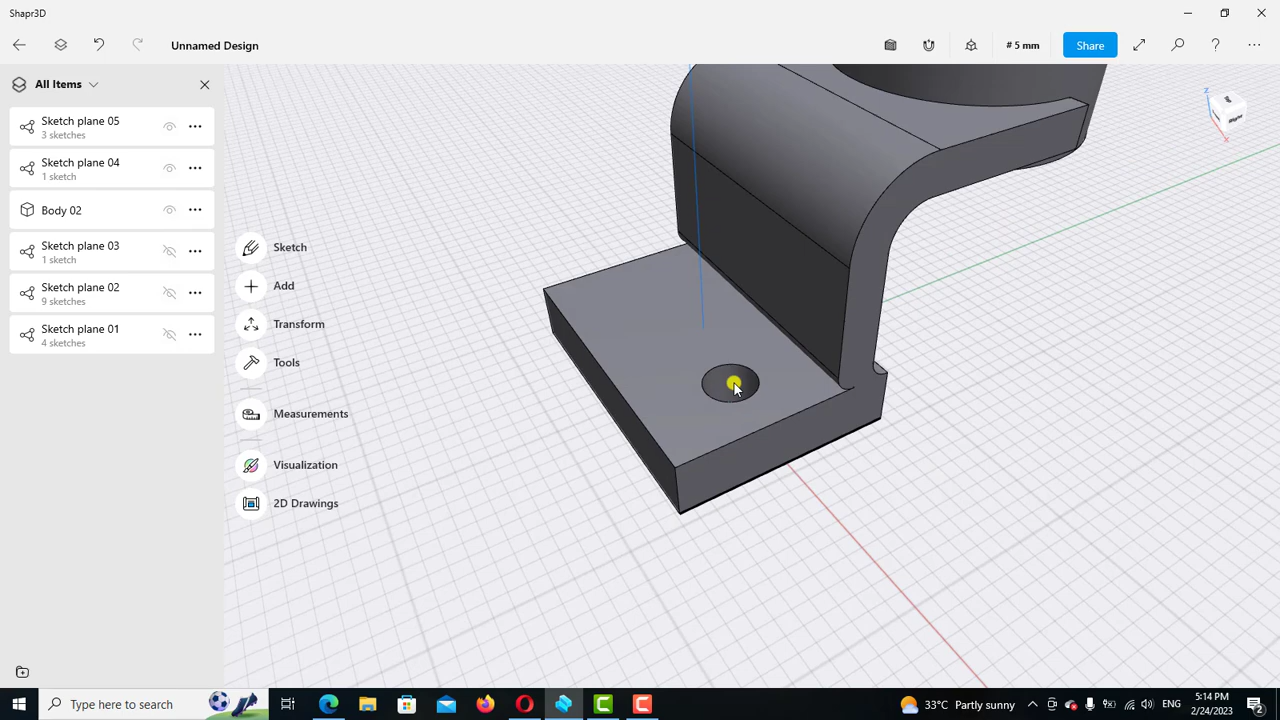 Shapr3D
Unnamed Design
# 5 mm
Share
All Items
Sketch plane 05
3 sketches
Sketch plane 04
1 sketch
Body 02
Sketch plane 03
1 sketch
Sketch plane 02
9 sketches
Sketch plane 01
4 sketches
Sketch
Add
Transform
Tools
Measurements
Visualization
2D Drawings
Z
Right
X
Type here to search
33°C Partly sunny
ENG
5:14 PM
2/24/2023
2